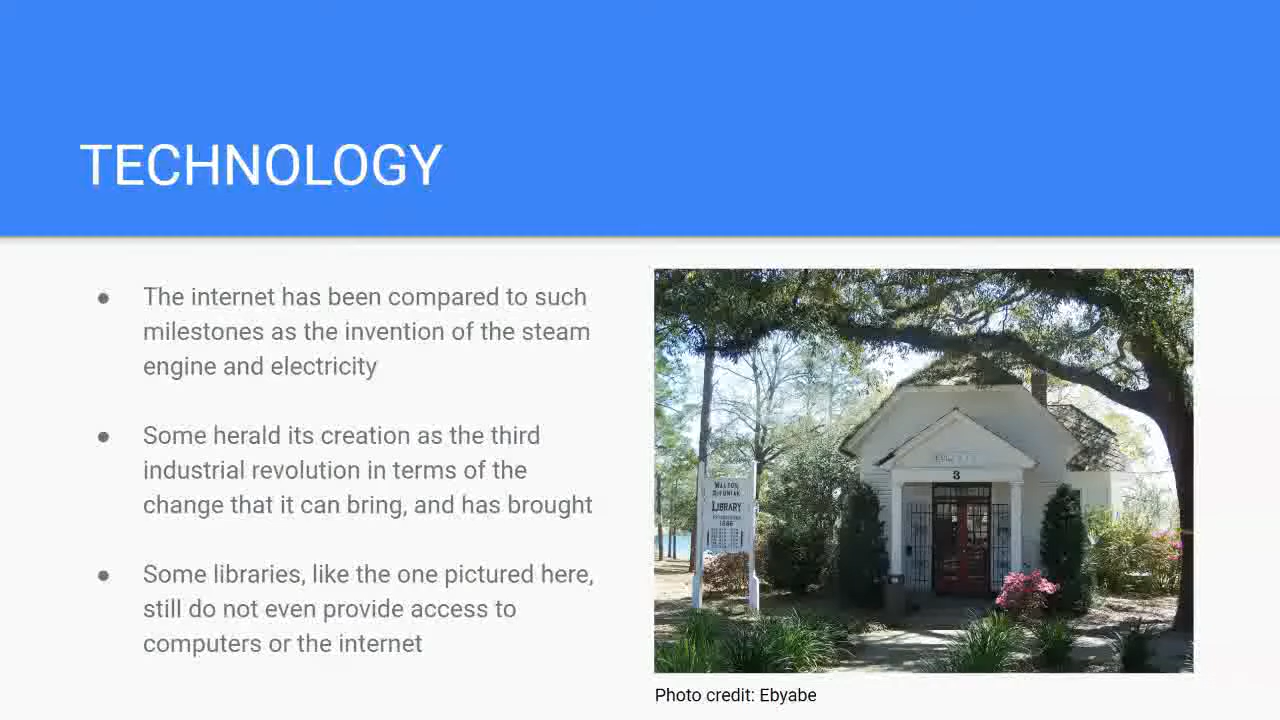 TECHNOLOGY
● The internet has been compared to such
milestones as the invention of the steam
engine and electricity
● Some herald its creation as the third
industrial revolution in terms of the
change that it can bring, and has brought
● Some libraries, like the one pictured here,
still do not even provide access to
computers or the internet
3
LIBRARY
1886
Photo credit: Ebyabe